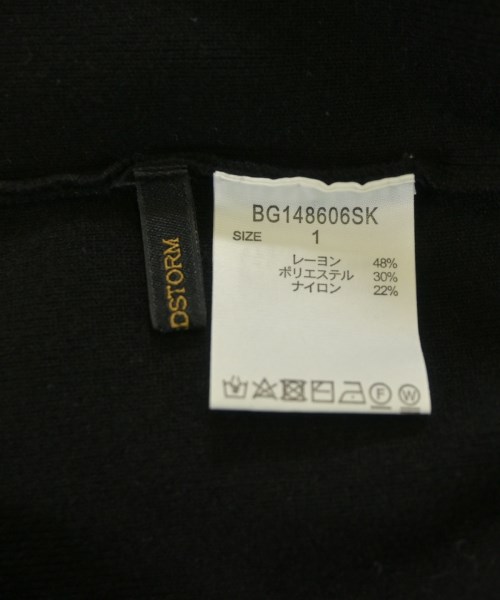 DSTORM
BG148606SK
SIZE 1
レーヨン 48%
ポリエステル 30%
ナイロン 22%
F W